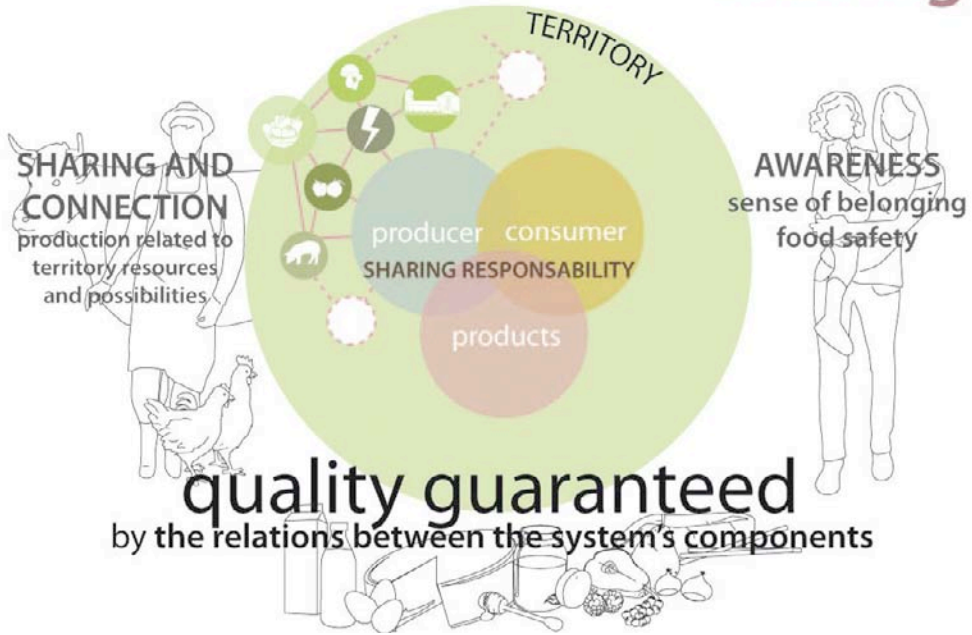 TERRITORY
SHARING AND
CONNECTION
production related to
territory resources
and possibilities
producer
consumer
SHARING RESPONSABILITY
products
AWARENESS
sense of belonging
food safety
quality guaranteed
by the relations between the system's components